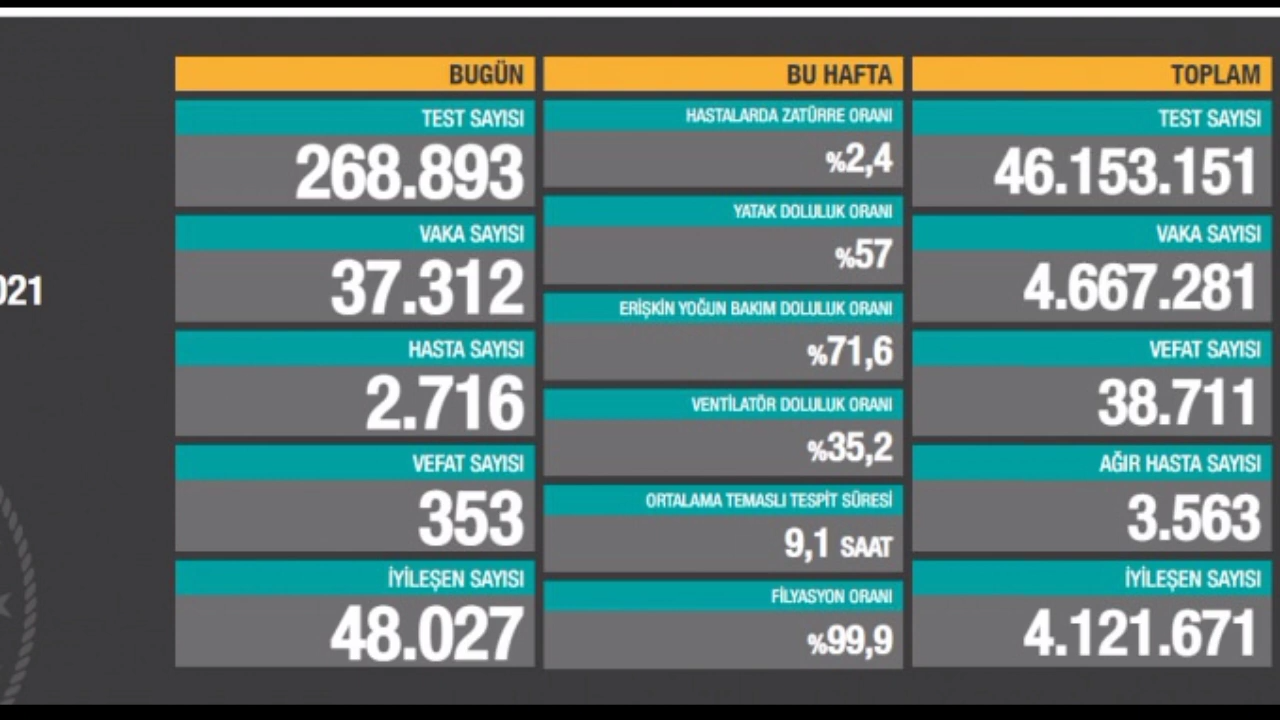 021
BUGÜN
TEST SAYISI
268.893
VAKA SAYISI
37.312
HASTA SAYISI
2.716
VEFAT SAYISI
353
İYİLEŞEN SAYISI
48.027
BU HAFTA
HASTALARDA ZATÜRRE ORANI
%2,4
YATAK DOLULUK ORANI
%57
ERİŞKİN YOĞUN BAKIM DOLULUK ORANI
%71,6
VENTİLATÖR DOLULUK ORANI
%35,2
ORTALAMA TEMASLI TESPİT SÜRESİ
9,1 SAAT
FİLYASYON ORANI
%99,9
TOPLAM
TEST SAYISI
46.153.151
VAKA SAYISI
4.667.281
VEFAT SAYISI
38.711
AĞIR HASTA SAYISI
3.563
İYİLEŞEN SAYISI
4.121.671